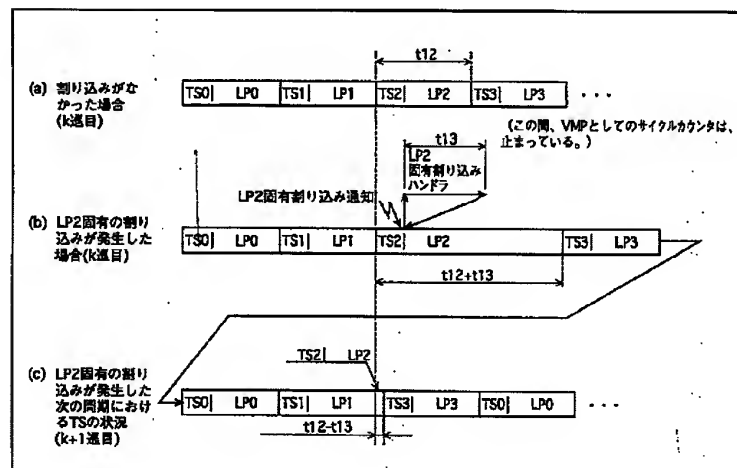 t12
(a) 割り込みがな
かった場合
(k巡目)
TS0 LP0 TS1 LP1 TS2 LP2 TS3 LP3 ···
(この間、VMPとしてのサイクルカウンタは、
止まっている。)
t13
LP2
固有割り込み
ハンドラ
LP2固有割り込み通知
(b) LP2固有の割り
込みが発生した
場合(k巡目)
TS0 LP0 TS1 LP1 TS2 LP2 TS3 LP3
t12+t13
TS2 LP2
(c) LP2固有の割り
込みが発生した
次の周期におけ
るTSの状況
(k+1巡目)
TS0 LP0 TS1 LP1 TS3 LP3 TS0 LP0 ···
t12-t13